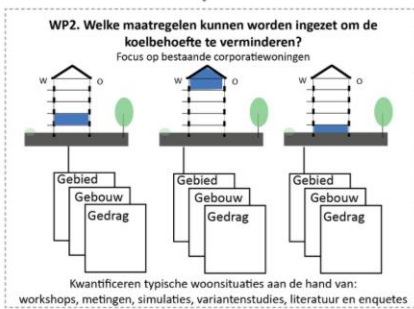 WP2. Welke maatregelen kunnen worden ingezet om de
koelbehoefte te verminderen?
Focus op bestaande corporatiewoningen
W O W O W O
Gebied Gebied Gebied
Gebouw Gebouw Gebouw
Gedrag Gedrag Gedrag
Kwantificeren typische woonsituaties aan de hand van:
workshops, metingen, simulaties, variantenstudies, literatuur en enquetes